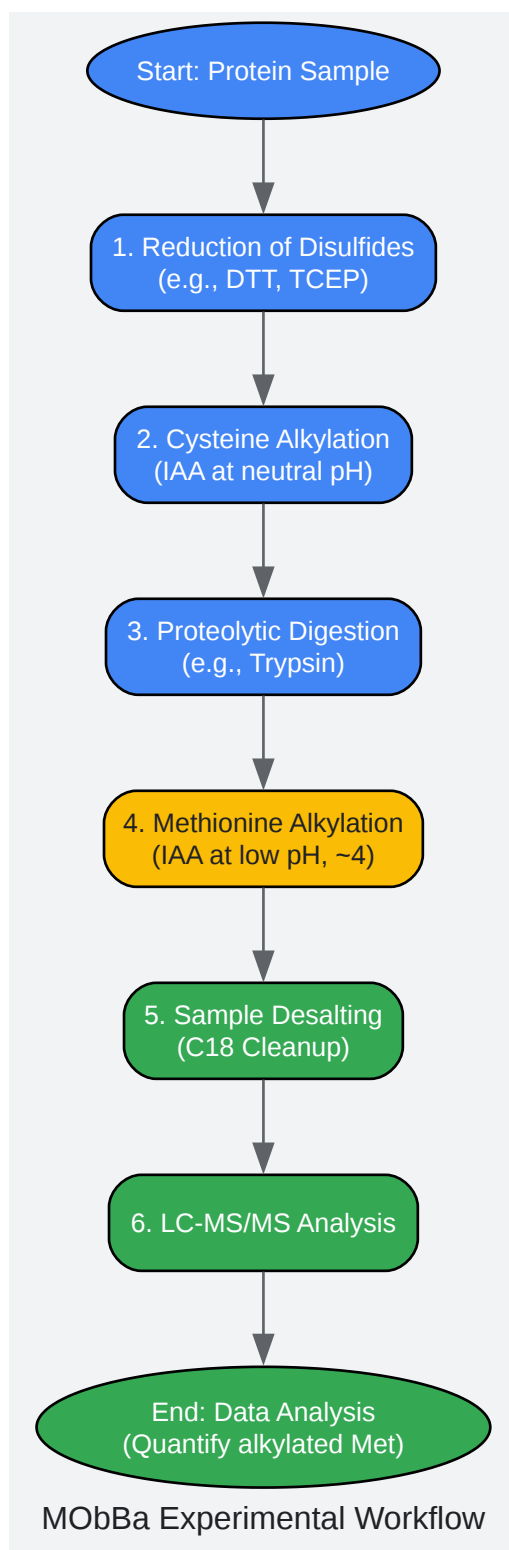 Start: Protein Sample
1. Reduction of Disulfides
(e.g., DTT, TCEP)
2. Cysteine Alkylation
(IAA at neutral pH)
3. Proteolytic Digestion
(e.g., Trypsin)
4. Methionine Alkylation
(IAA at low pH, ~4)
5. Sample Desalting
(C18 Cleanup)
6. LC-MS/MS Analysis
End: Data Analysis
(Quantify alkylated Met)
MObBa Experimental Workflow